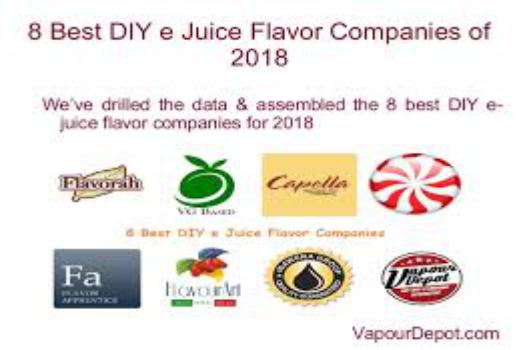 8 Best DIY e Juice Flavor Companies of
2018
We've drilled the data & assembled the 8 best DIY e-
juice flavor companies for 2018
Flavorah
VG Based
Capella
8 Best DIY e Juice Flavor Companies
Fa
FLAVOR
APPRENTICE
FlavourArt
Vapour
Depot
VapourDepot.com